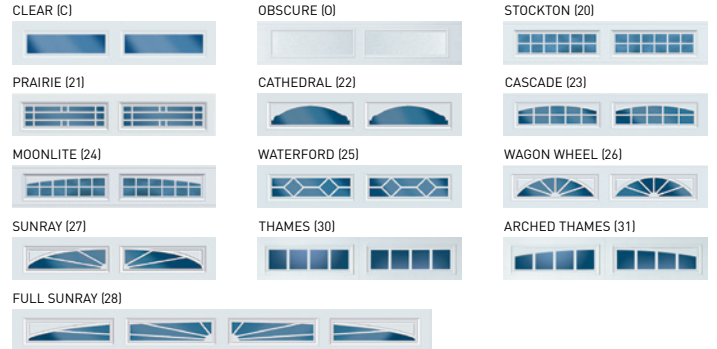 CLEAR (C)
OBSCURE (O)
STOCKTON (20)
PRAIRIE (21)
CATHEDRAL (22)
CASCADE (23)
MOONLITE (24)
WATERFORD (25)
WAGON WHEEL (26)
SUNRAY (27)
THAMES (30)
ARCHED THAMES (31)
FULL SUNRAY (28)